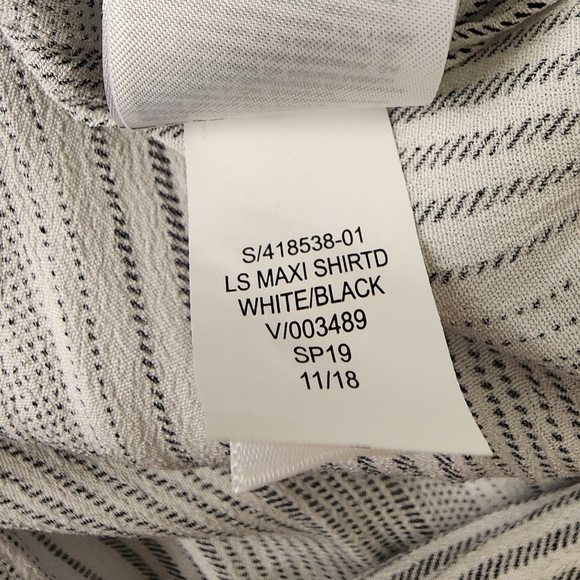 S/418538-01
LS MAXI SHIRTD
WHITE/BLACK
V/003489
SP19
11/18